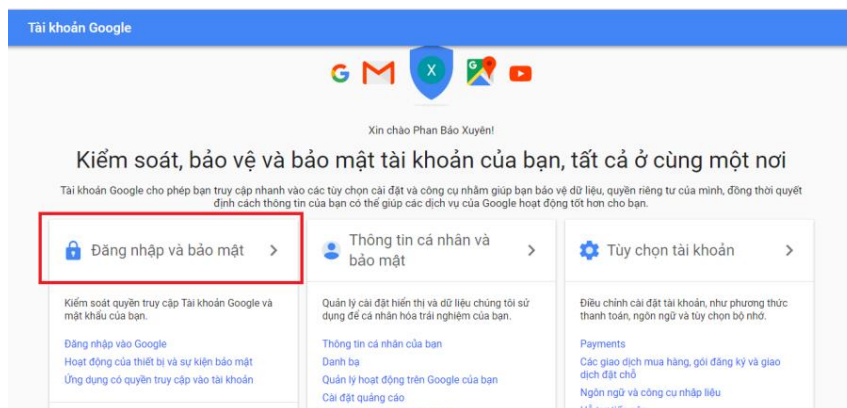 Tài khoản Google
X
Xin chào Phan Bảo Xuyên!
Kiểm soát, bảo vệ và bảo mật tài khoản của bạn, tất cả ở cùng một nơi
Tài khoản Google cho phép bạn truy cập nhanh vào các tùy chọn cài đặt và công cụ nhằm giúp bạn bảo vệ dữ liệu, quyền riêng tư của mình, đồng thời quyết
định cách thông tin của bạn có thể giúp các dịch vụ của Google hoạt động tốt hơn cho bạn.
Đăng nhập và bảo mật
Kiểm soát quyền truy cập Tài khoản Google và
mật khẩu của bạn.
Đăng nhập vào Google
Hoạt động của thiết bị và sự kiện bảo mật
Ứng dụng có quyền truy cập vào tài khoản
Thông tin cá nhân và
bảo mật
Quản lý cài đặt hiển thị và dữ liệu chúng tôi sử
dụng để cá nhân hóa trải nghiệm của bạn.
Thông tin cá nhân của bạn
Danh bạ
Quản lý hoạt động trên Google của bạn
Cài đặt quảng cáo
Tùy chọn tài khoản
Điều chỉnh cài đặt tài khoản, như phương thức
thanh toán, ngôn ngữ và tùy chọn bộ nhớ.
Payments
Các giao dịch mua hàng, gói đăng ký và giao
dịch đặt chỗ
Ngôn ngữ và công cụ nhập liệu